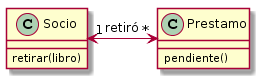 C Socio
1 retiró *
C Prestamo
retirar(libro)
pendiente()